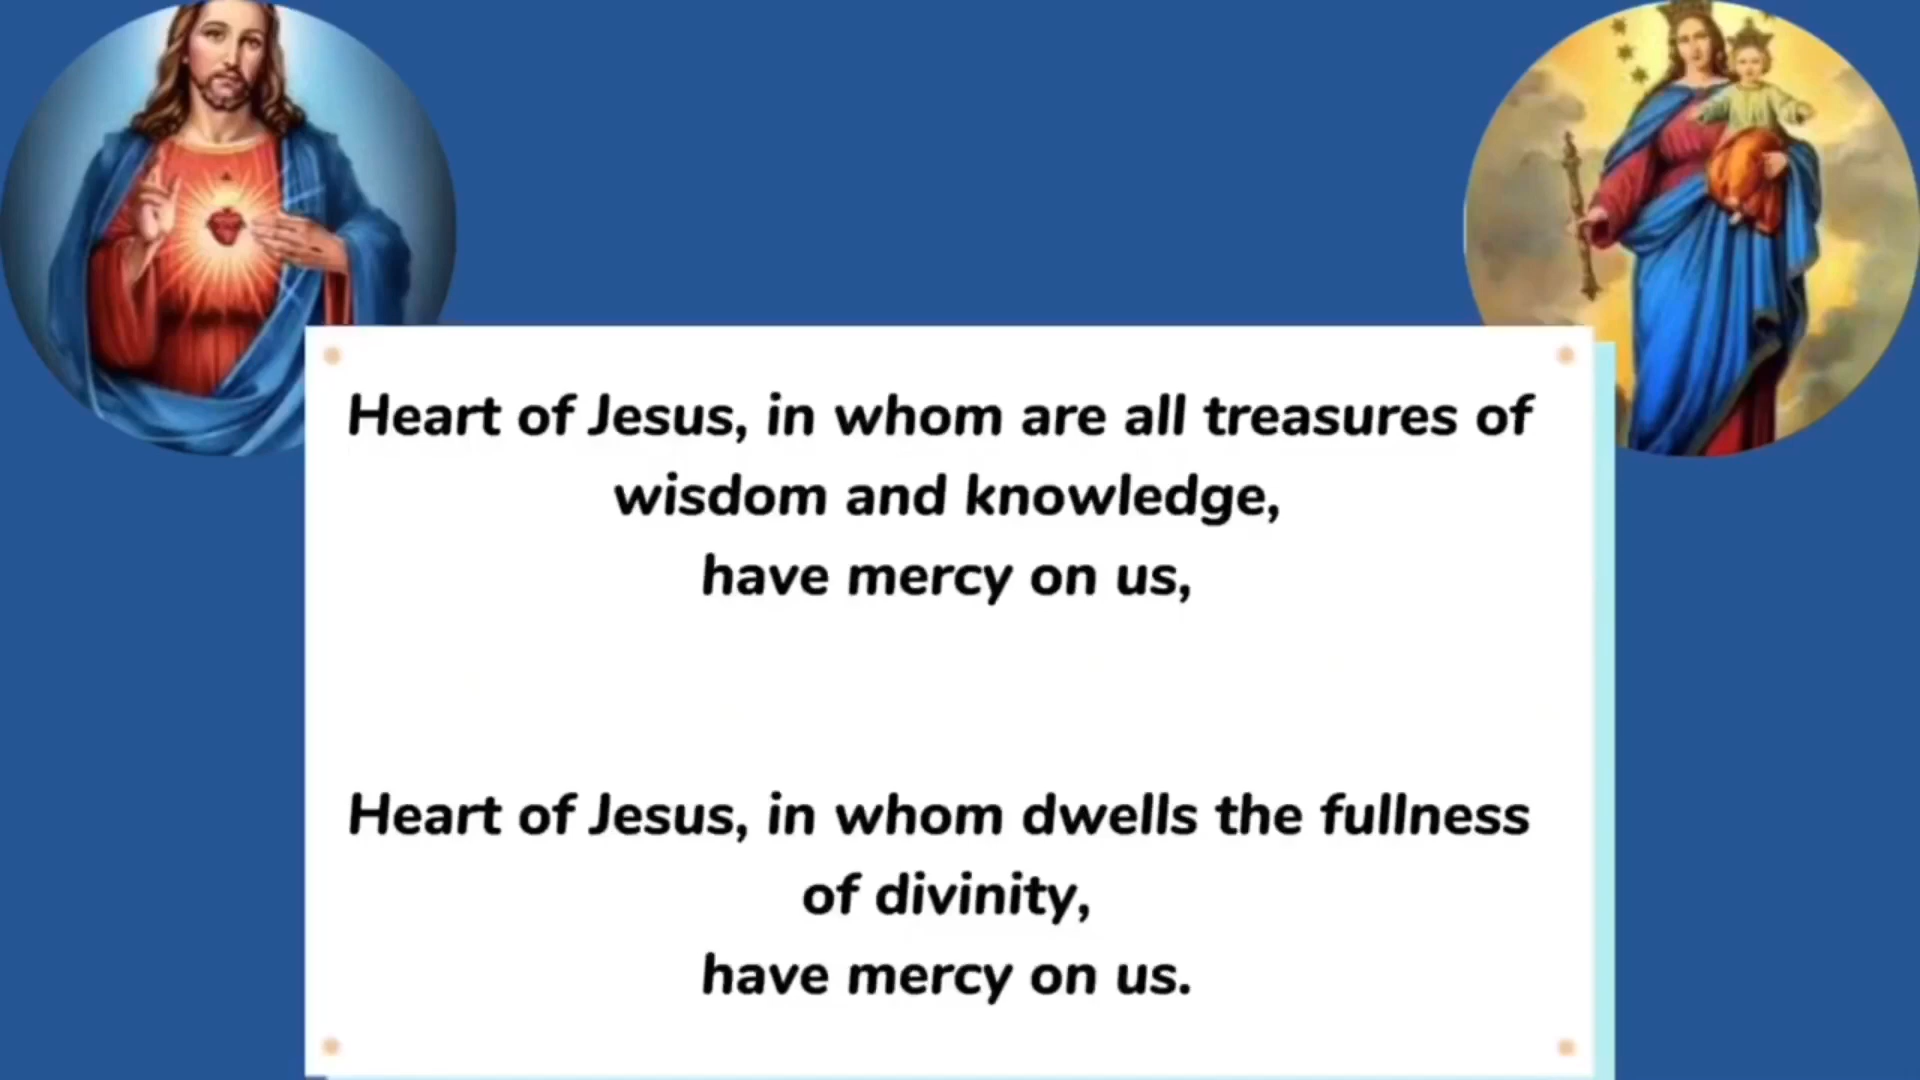 Heart of Jesus, in whom are all treasures of
wisdom and knowledge,
have mercy on us,
Heart of Jesus, in whom dwells the fullness
of divinity,
have mercy on us.